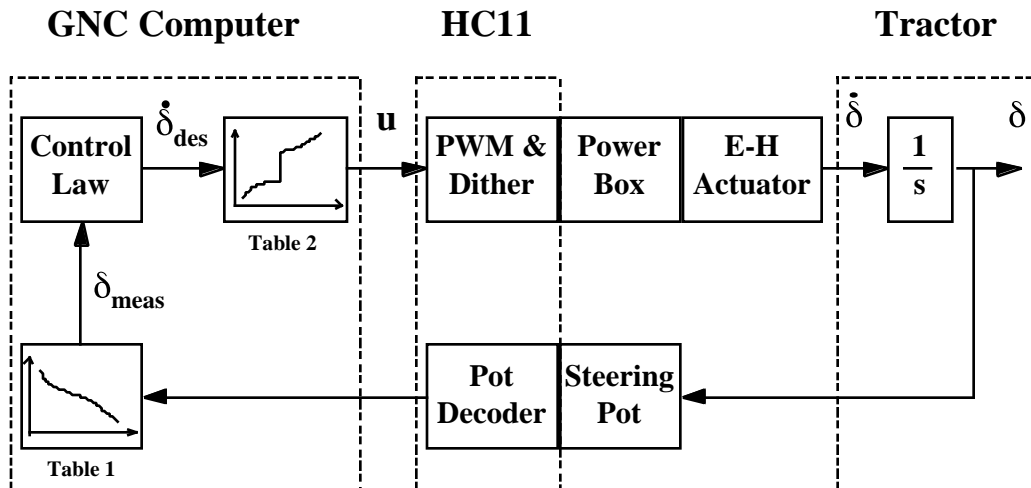 GNC Computer
HC11
Tractor
δ̇des
u
δ̇
δ
Control
Law
PWM &
Dither
Power
Box
E-H
Actuator
1
s
Table 2
δmeas
Pot
Decoder
Steering
Pot
Table 1